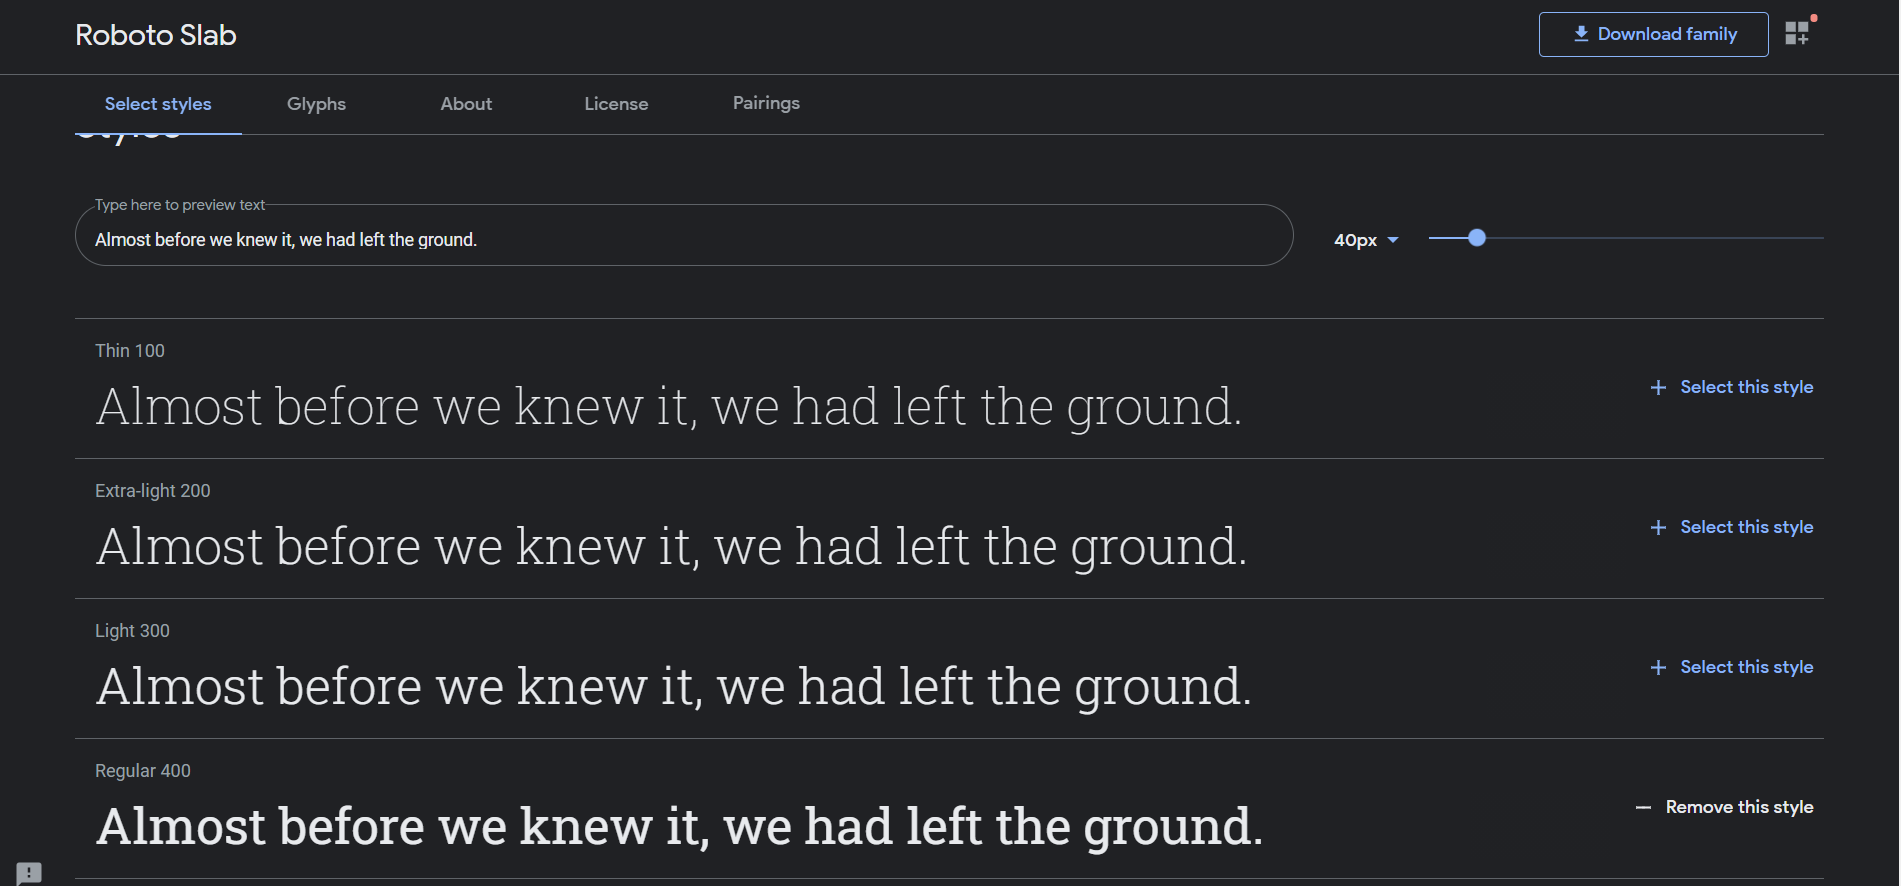 Roboto Slab
Download family
Select styles
Glyphs
About
License
Pairings
Type here to preview text
Almost before we knew it, we had left the ground.
40px
Thin 100
Almost before we knew it, we had left the ground.
Select this style
Extra-light 200
Almost before we knew it, we had left the ground.
Select this style
Light 300
Almost before we knew it, we had left the ground.
Select this style
Regular 400
Almost before we knew it, we had left the ground.
Remove this style